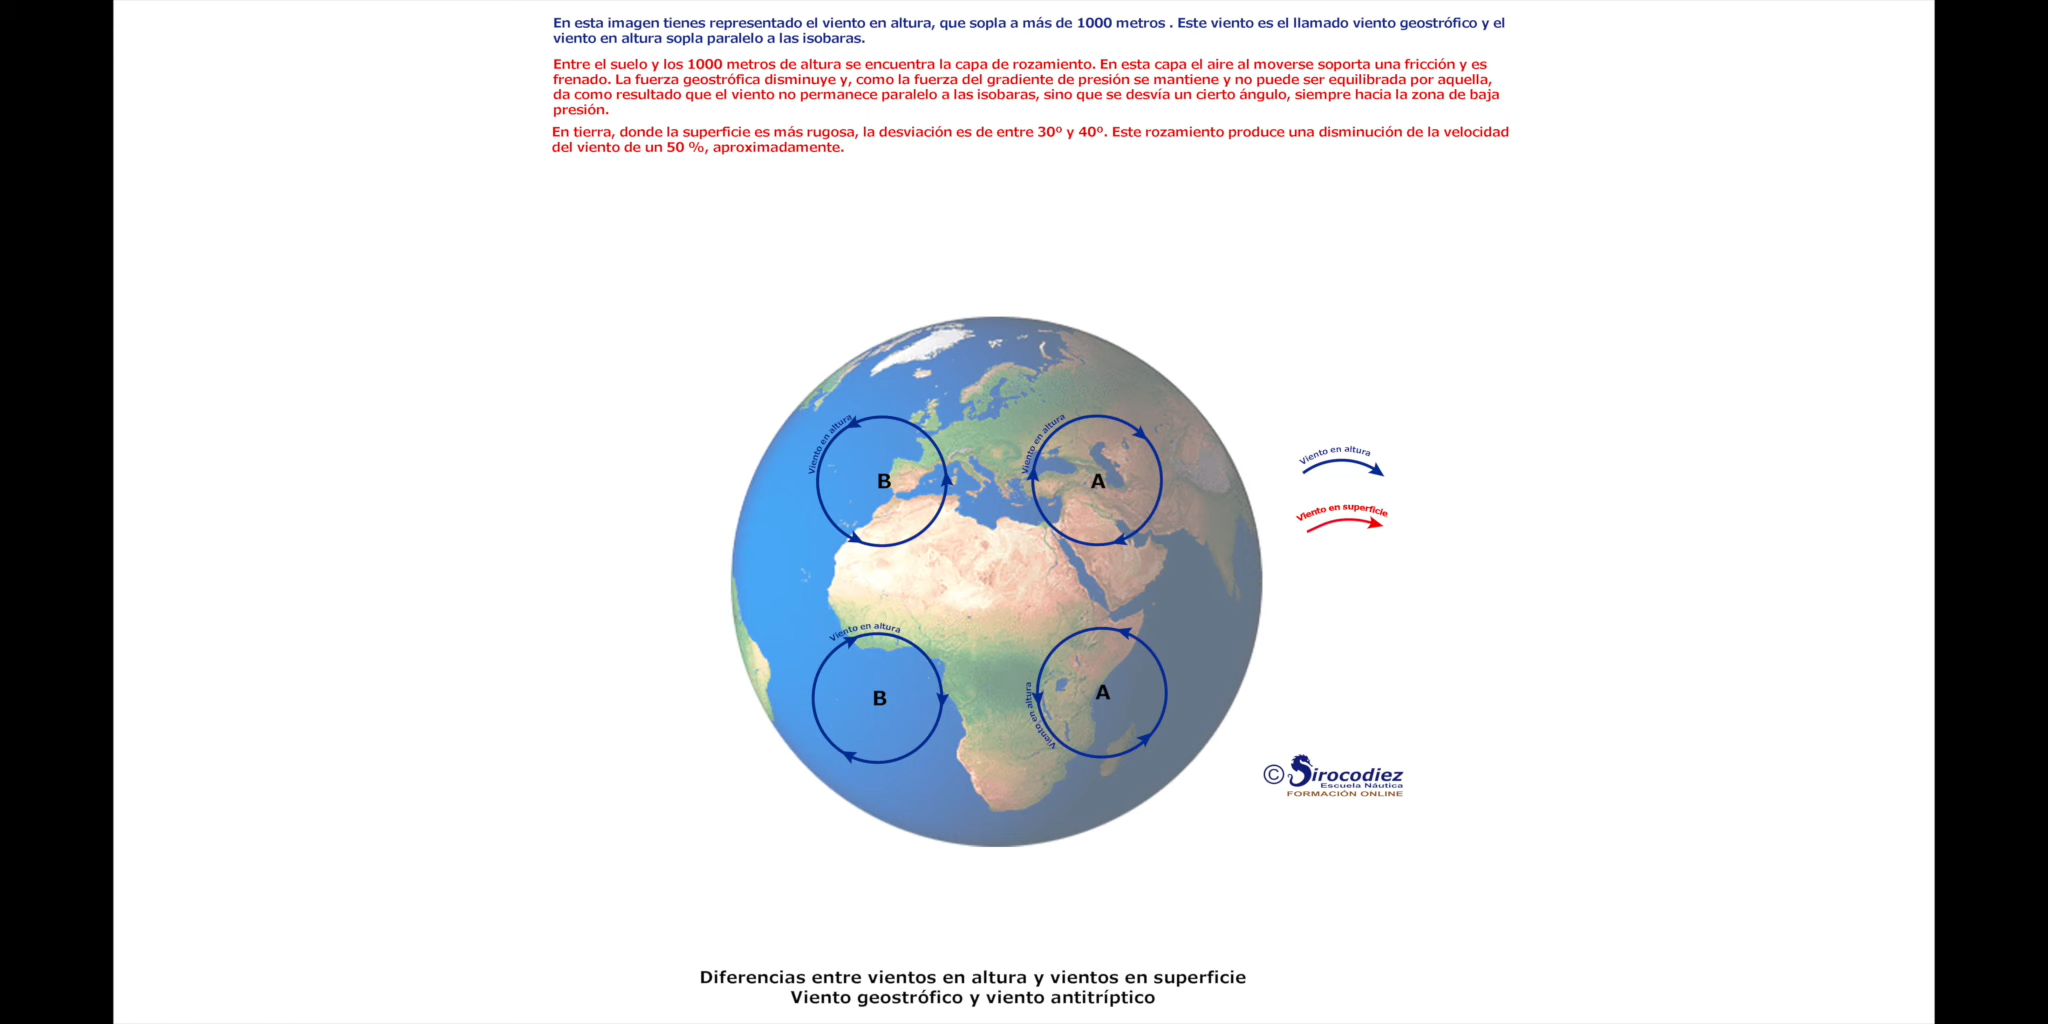 En esta imagen tienes representado el viento en altura, que sopla a más de 1000 metros . Este viento es el llamado viento geostrófico y el
viento en altura sopla paralelo a las isobaras.
Entre el suelo y los 1000 metros de altura se encuentra la capa de rozamiento. En esta capa el aire al moverse soporta una fricción y es
frenado. La fuerza geostrófica disminuye y, como la fuerza del gradiente de presión se mantiene y no puede ser equilibrada por aquella,
da como resultado que el viento no permanece paralelo a las isobaras, sino que se desvía un cierto ángulo, siempre hacia la zona de baja
presión.
En tierra, donde la superficie es más rugosa, la desviación es de entre 30º y 40º. Este rozamiento produce una disminución de la velocidad
del viento de un 50 %, aproximadamente.
Viento en altura
B
Viento en altura
A
Viento en altura
Viento en superficie
Viento en altura
B
Viento en altura
A
© Sirocodiez
Escuela Náutica
FORMACIÓN ONLINE
Diferencias entre vientos en altura y vientos en superficie
Viento geostrófico y viento antitríptico